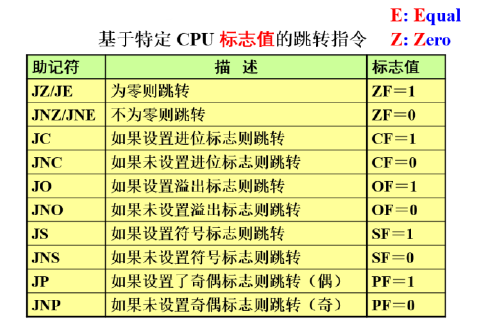 E: Equal
基于特定 CPU 标志值的跳转指令 Z: Zero
助记符 描 述 标志值
JZ/JE 为零则跳转 ZF=1
JNZ/JNE 不为零则跳转 ZF=0
JC 如果设置进位标志则跳转 CF=1
JNC 如果未设置进位标志则跳转 CF=0
JO 如果设置溢出标志则跳转 OF=1
JNO 如果未设置溢出标志则跳转 OF=0
JS 如果设置符号标志则跳转 SF=1
JNS 如果未设置符号标志则跳转 SF=0
JP 如果设置了奇偶标志则跳转（偶） PF=1
JNP 如果未设置奇偶标志则跳转（奇） PF=0